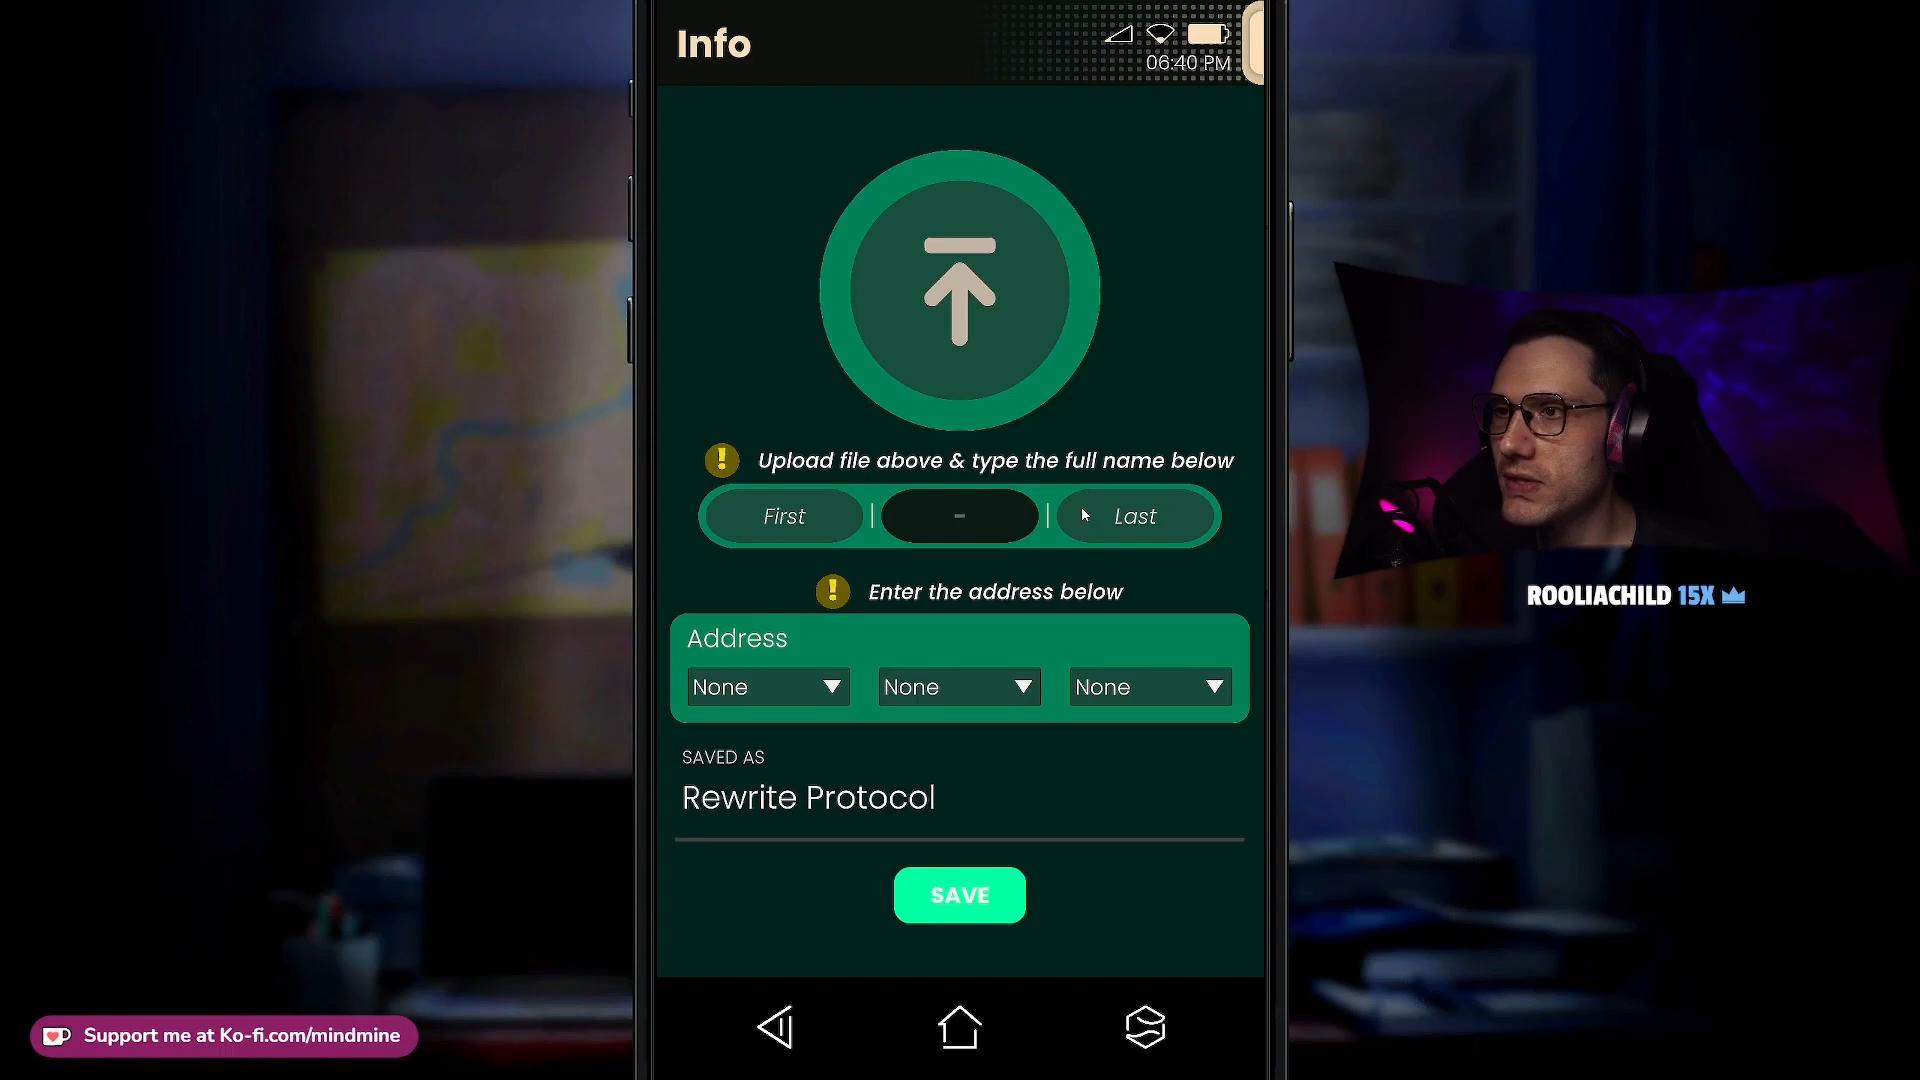 Info
06:40 PM
! Upload file above & type the full name below
First | - | Last
! Enter the address below
Address
None None None
SAVED AS
Rewrite Protocol
SAVE
ROOLIACHILD 15X
Support me at Ko-fi.com/mindmine